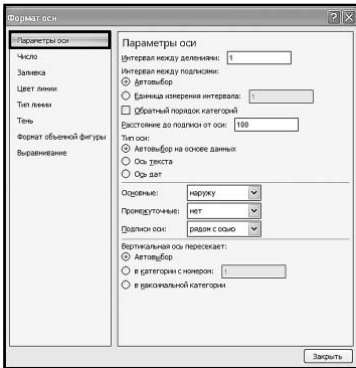 Формат оси
Параметры оси
Число
Заливка
Цвет линии
Тип линии
Тень
Формат объемной фигуры
Выравнивание
Параметры оси
Интервал между делениями: 1
Интервал между подписями:
Автовыбор
Единица измерения интервала: 1
Обратный порядок категорий
Расстояние до подписи от оси: 100
Тип оси:
Автовыбор на основе данных
Ось текста
Ось дат
Основные: наружу
Промежуточные: нет
Подписи оси: рядом с осью
Вертикальная ось пересекает:
Автовыбор
в категории с номером: 1
в максимальной категории
Закрыть